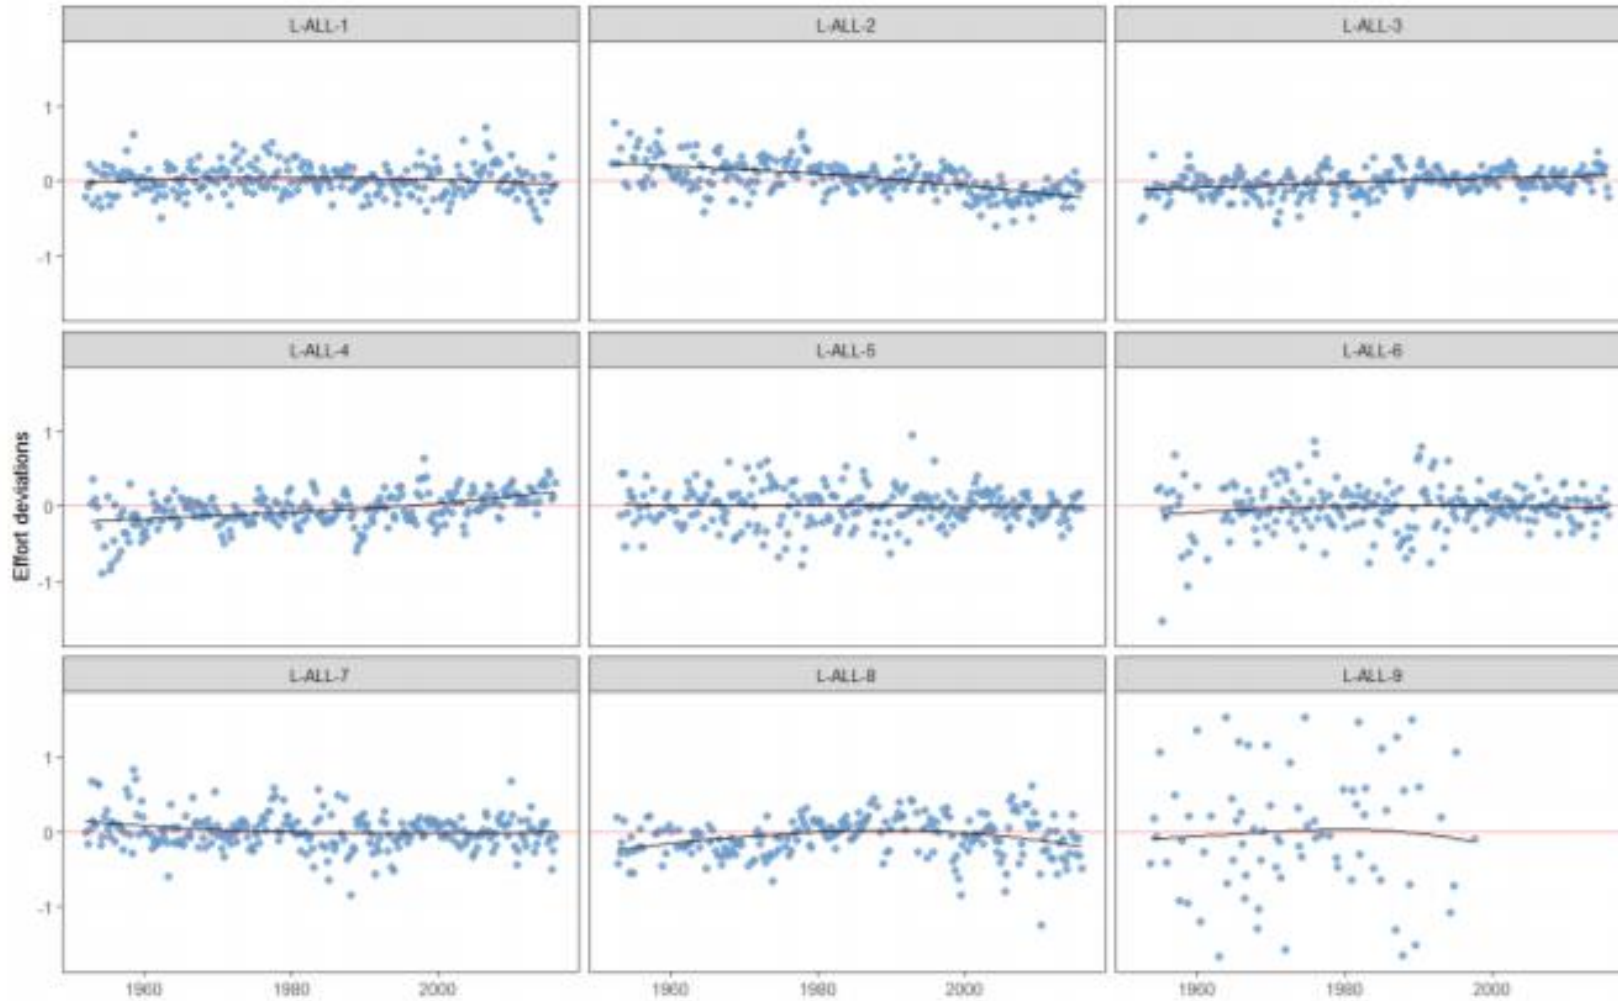 L-ALL-1 L-ALL-2 L-ALL-3
1
0
-1
L-ALL-4 L-ALL-5 L-ALL-6
Effort deviations
1
0
-1
L-ALL-7 L-ALL-8 L-ALL-9
1
0
-1
1960 1980 2000 1960 1980 2000 1960 1980 2000